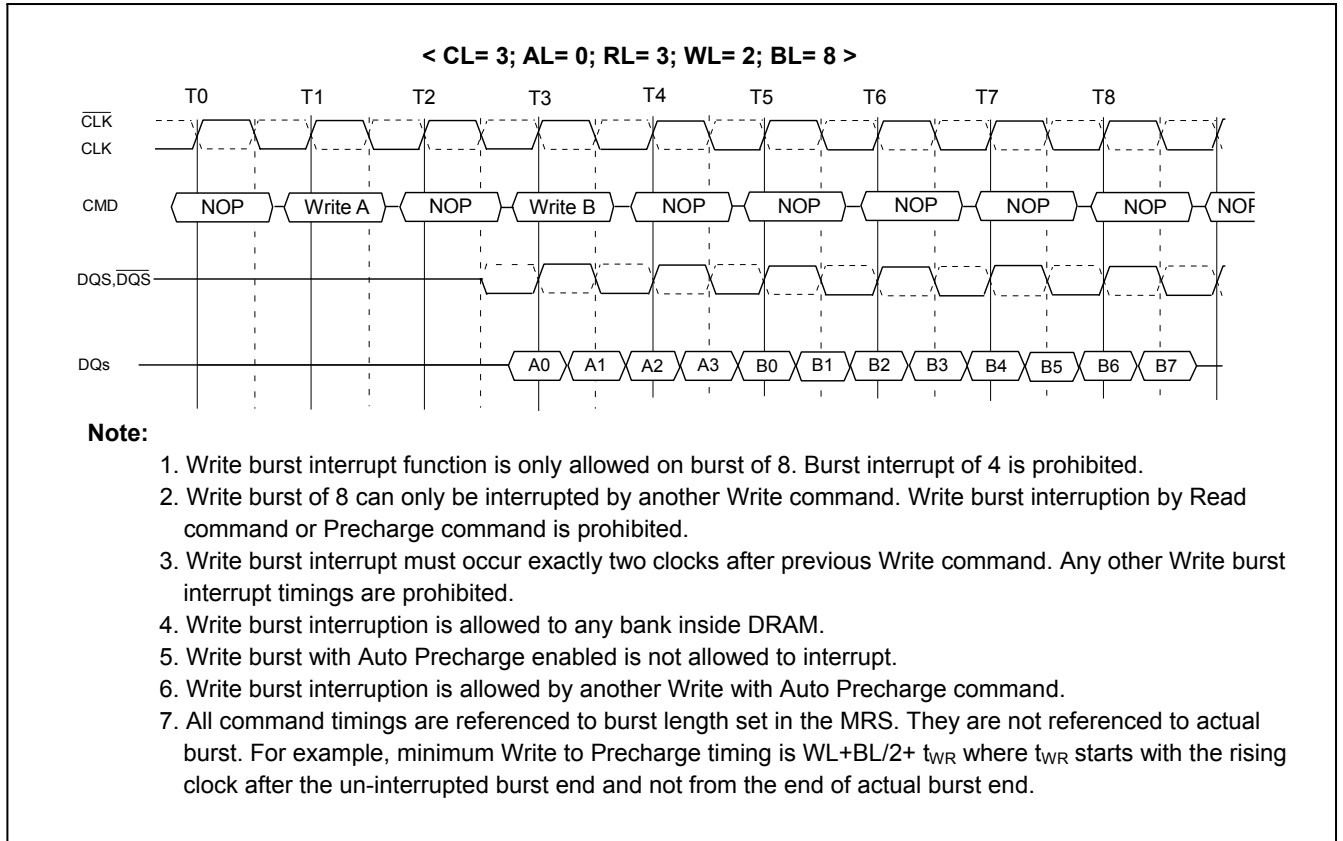 < CL= 3; AL= 0; RL= 3; WL= 2; BL= 8 >
T0 T1 T2 T3 T4 T5 T6 T7 T8
CLK
CLK
CMD NOP Write A NOP Write B NOP NOP NOP NOP NOP NOP
DQS,DQS
DQs A0 A1 A2 A3 B0 B1 B2 B3 B4 B5 B6 B7
Note:
1. Write burst interrupt function is only allowed on burst of 8. Burst interrupt of 4 is prohibited.
2. Write burst of 8 can only be interrupted by another Write command. Write burst interruption by Read
command or Precharge command is prohibited.
3. Write burst interrupt must occur exactly two clocks after previous Write command. Any other Write burst
interrupt timings are prohibited.
4. Write burst interruption is allowed to any bank inside DRAM.
5. Write burst with Auto Precharge enabled is not allowed to interrupt.
6. Write burst interruption is allowed by another Write with Auto Precharge command.
7. All command timings are referenced to burst length set in the MRS. They are not referenced to actual
burst. For example, minimum Write to Precharge timing is WL+BL/2+ tWR where tWR starts with the rising
clock after the un-interrupted burst end and not from the end of actual burst end.